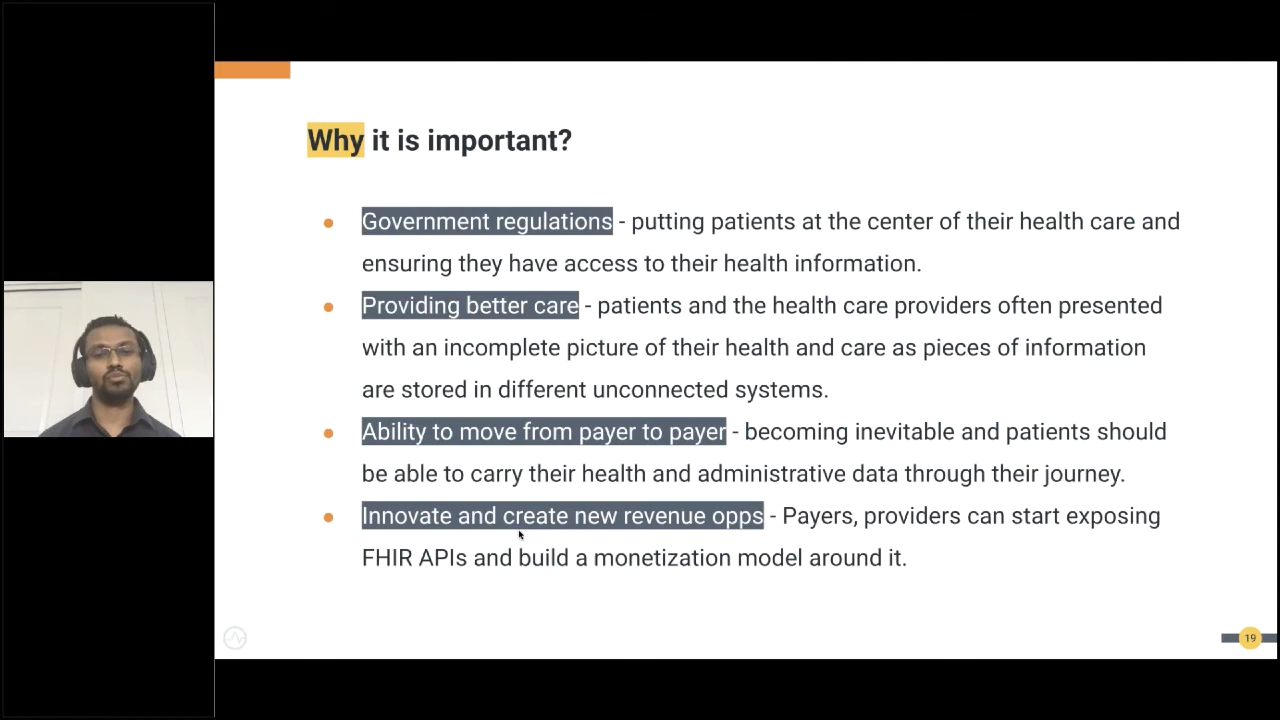 Why it is important?
● Government regulations - putting patients at the center of their health care and
ensuring they have access to their health information.
● Providing better care - patients and the health care providers often presented
with an incomplete picture of their health and care as pieces of information
are stored in different unconnected systems.
● Ability to move from payer to payer - becoming inevitable and patients should
be able to carry their health and administrative data through their journey.
● Innovate and create new revenue opps - Payers, providers can start exposing
FHIR APIs and build a monetization model around it.
19